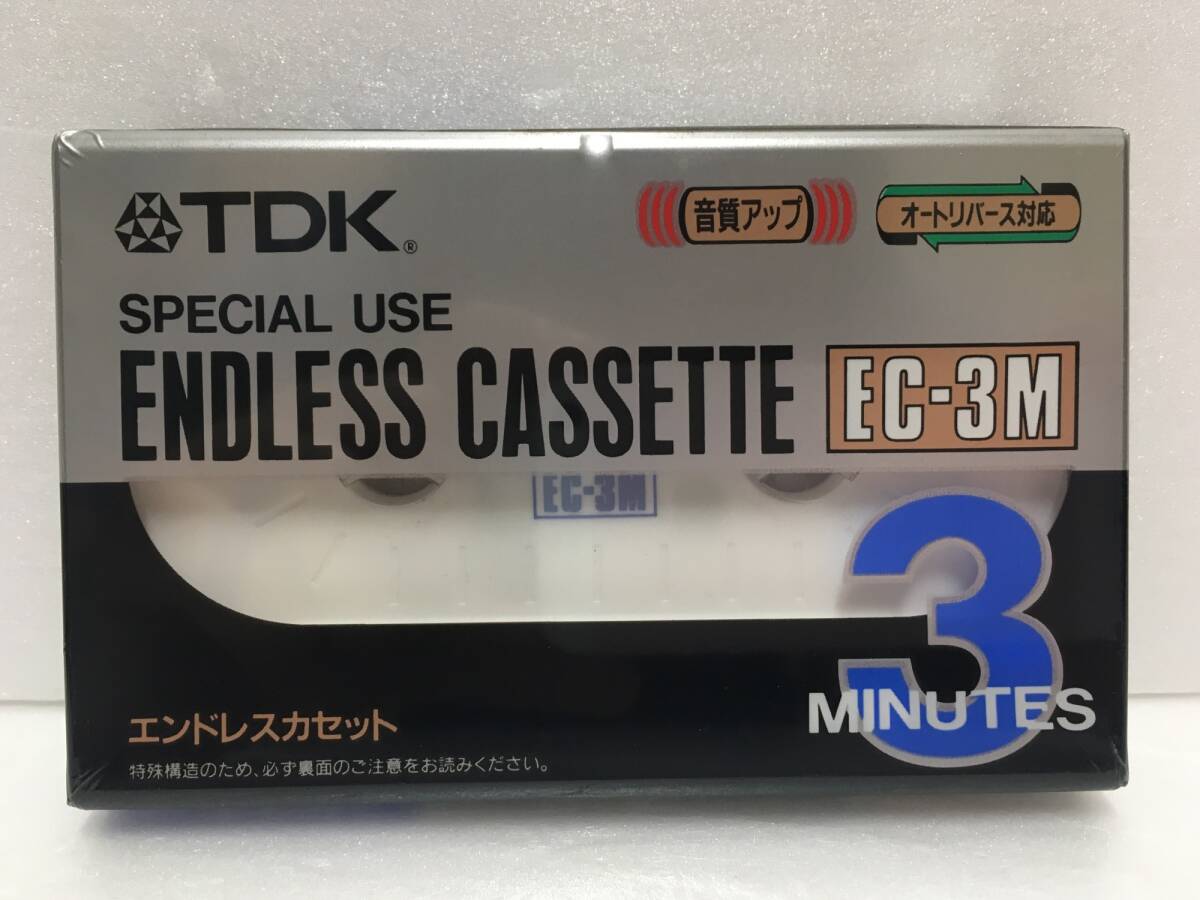 TDK®
音質アップ
オートリバース対応
SPECIAL USE
ENDLESS CASSETTE EC-3M
EC-3M
3
MINUTES
エンドレスカセット
特殊構造のため、必ず裏面のご注意をお読みください。